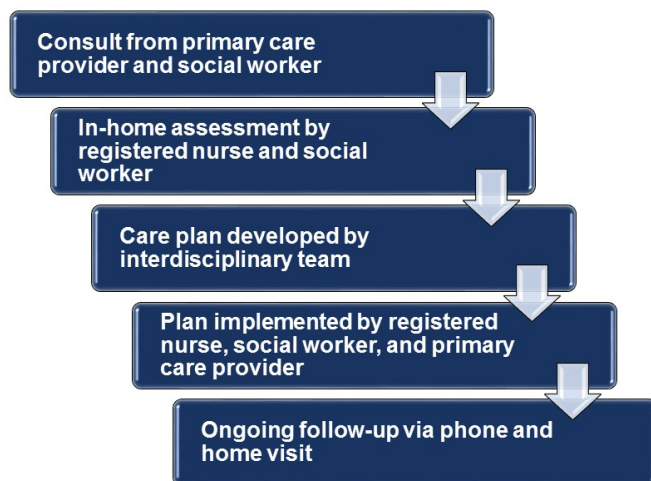 Consult from primary care
provider and social worker
In-home assessment by
registered nurse and social
worker
Care plan developed by
interdisciplinary team
Plan implemented by registered
nurse, social worker, and primary
care provider
Ongoing follow-up via phone and
home visit